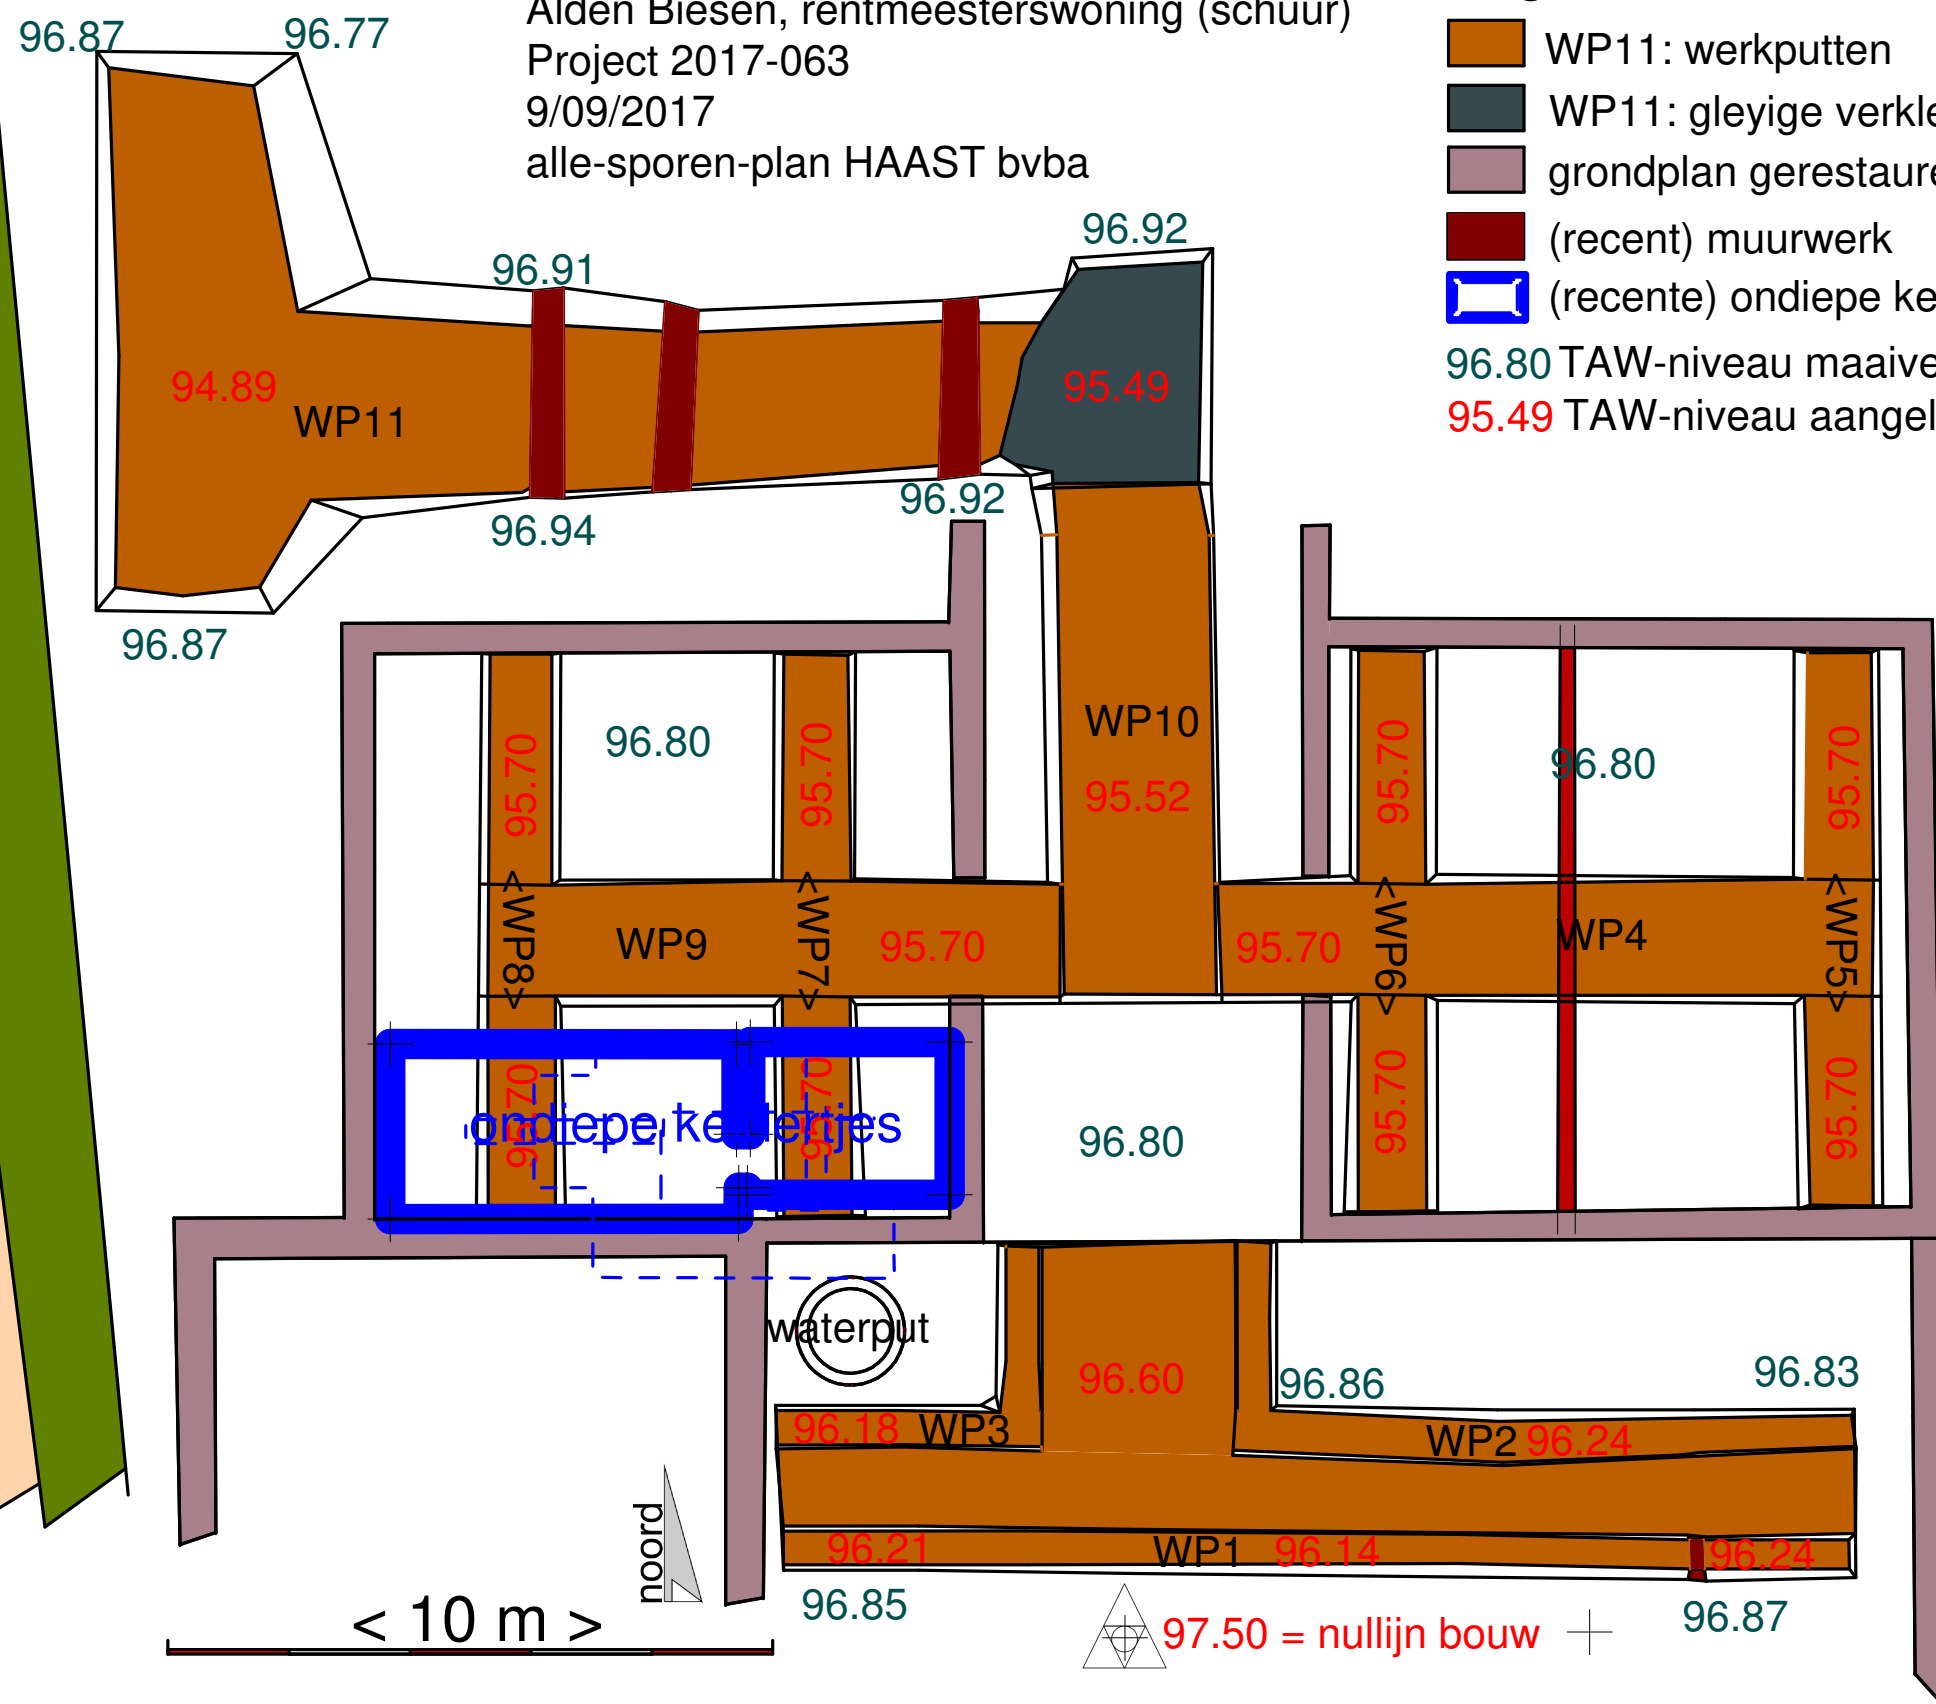 Alden Biesen, rentmeesterswoning (schuur)
Project 2017-063
9/09/2017
alle-sporen-plan HAAST bvba
WP11: werkputten
WP11: gleyige
(recent) muurwerk
(recente) ondiepe
grondplan
96.80 TAW-niveau
95.49 TAW-niveau
96.87
96.77
96.91
96.92
94.89
WP11
95.49
96.94
96.92
96.87
WP10
95.52
96.80
95.70
95.70
95.70
96.80
95.70
<WP8>
WP9
<WP7>
95.70
95.70
<WP6>
WP4
<WP5>
95.70
ondiepe keldertjes
95.70
96.80
95.70
95.70
waterput
96.60
96.86
96.83
96.18 WP3
WP2 96.24
96.21
WP1 96.14
96.24
96.85
96.87
noord
< 10 m >
97.50 = nullijn bouw